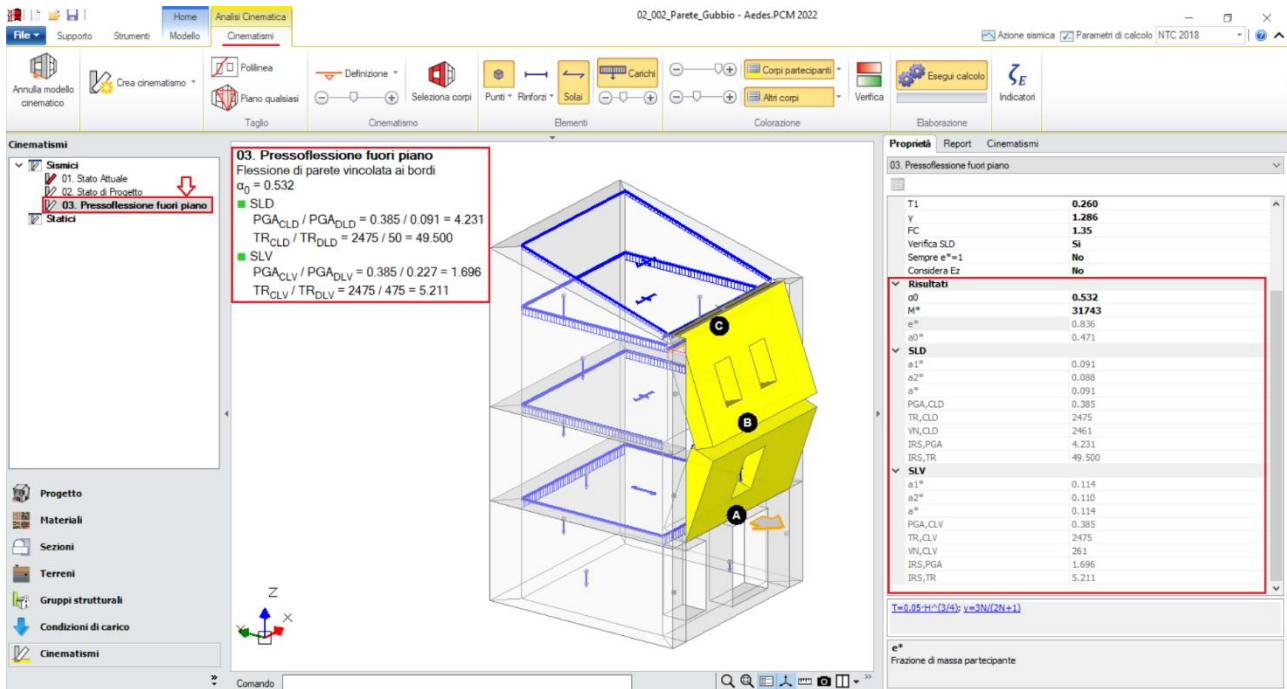 02_002_Parete_Gubbio - Aedes.PCM 2022
Home
Analisi Cinematica
File
Supporto
Strumenti
Modello
Cinematismi
Azione sismica
Parametri di calcolo
NTC 2018
Annulla modello cinematico
Crea cinematismo
Polilinea
Piano qualsiasi
Taglio
Definizione
Seleziona corpi
Cinematismo
Punti
Rinforzi
Solai
Carichi
Elementi
Corpi partecipanti
Altri corpi
Colorazione
Verifica
Esegui calcolo
Elaborazione
ζE
Indicatori
Cinematismi
Sismici
01. Stato Attuale
02. Stato di Progetto
03. Pressoflessione fuori piano
Statici
Progetto
Materiali
Sezioni
Terreni
Gruppi strutturali
Condizioni di carico
Cinematismi
03. Pressoflessione fuori piano
Flessione di parete vincolata ai bordi
α0 = 0.532
SLD
PGACLD / PGADLD = 0.385 / 0.091 = 4.231
TRCLD / TRDLD = 2475 / 50 = 49.500
SLV
PGACLV / PGADLV = 0.385 / 0.227 = 1.696
TRCLV / TRDLV = 2475 / 475 = 5.211
C
B
A
Z
X
Comando
Proprietà
Report
Cinematismi
03. Pressoflessione fuori piano
T1 0.260
γ 1.286
FC 1.35
Verifica SLD Sì
Sempre e*=1 No
Considera Ez No
Risultati
α0 0.532
M* 31743
e* 0.836
a0* 0.471
SLD
a1* 0.091
a2* 0.088
a* 0.091
PGA,CLD 0.385
TR,CLD 2475
VN,CLD 2461
IRS,PGA 4.231
IRS,TR 49.500
SLV
a1* 0.114
a2* 0.110
a* 0.114
PGA,CLV 0.385
TR,CLV 2475
VN,CLV 261
IRS,PGA 1.696
IRS,TR 5.211
T=0.05·H^(3/4); γ=3N/(2N+1)
e*
Frazione di massa partecipante